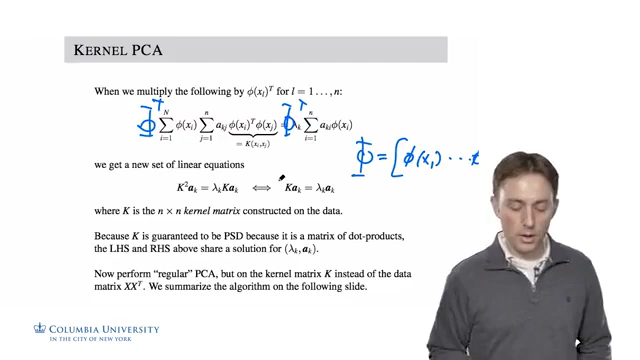 KERNEL PCA
When we multiply the following by ϕ(x_l)^T for l = 1 . . . , n:
Φ^T ∑_{i=1}^{N} ϕ(x_i) ∑_{j=1}^{n} a_{kj} ϕ(x_i)^T ϕ(x_j) = Φ^T λ_k ∑_{i=1}^{n} a_{ki} ϕ(x_i)
= K(x_i, x_j)
Φ = [ϕ(x_1) · · ·
we get a new set of linear equations
K²a_k = λ_k K a_k ⟺ K a_k = λ_k a_k
where K is the n × n kernel matrix constructed on the data.
Because K is guaranteed to be PSD because it is a matrix of dot-products,
the LHS and RHS above share a solution for (λ_k, a_k).
Now perform “regular” PCA, but on the kernel matrix K instead of the data
matrix XX^T. We summarize the algorithm on the following slide.
COLUMBIA UNIVERSITY
IN THE CITY OF NEW YORK